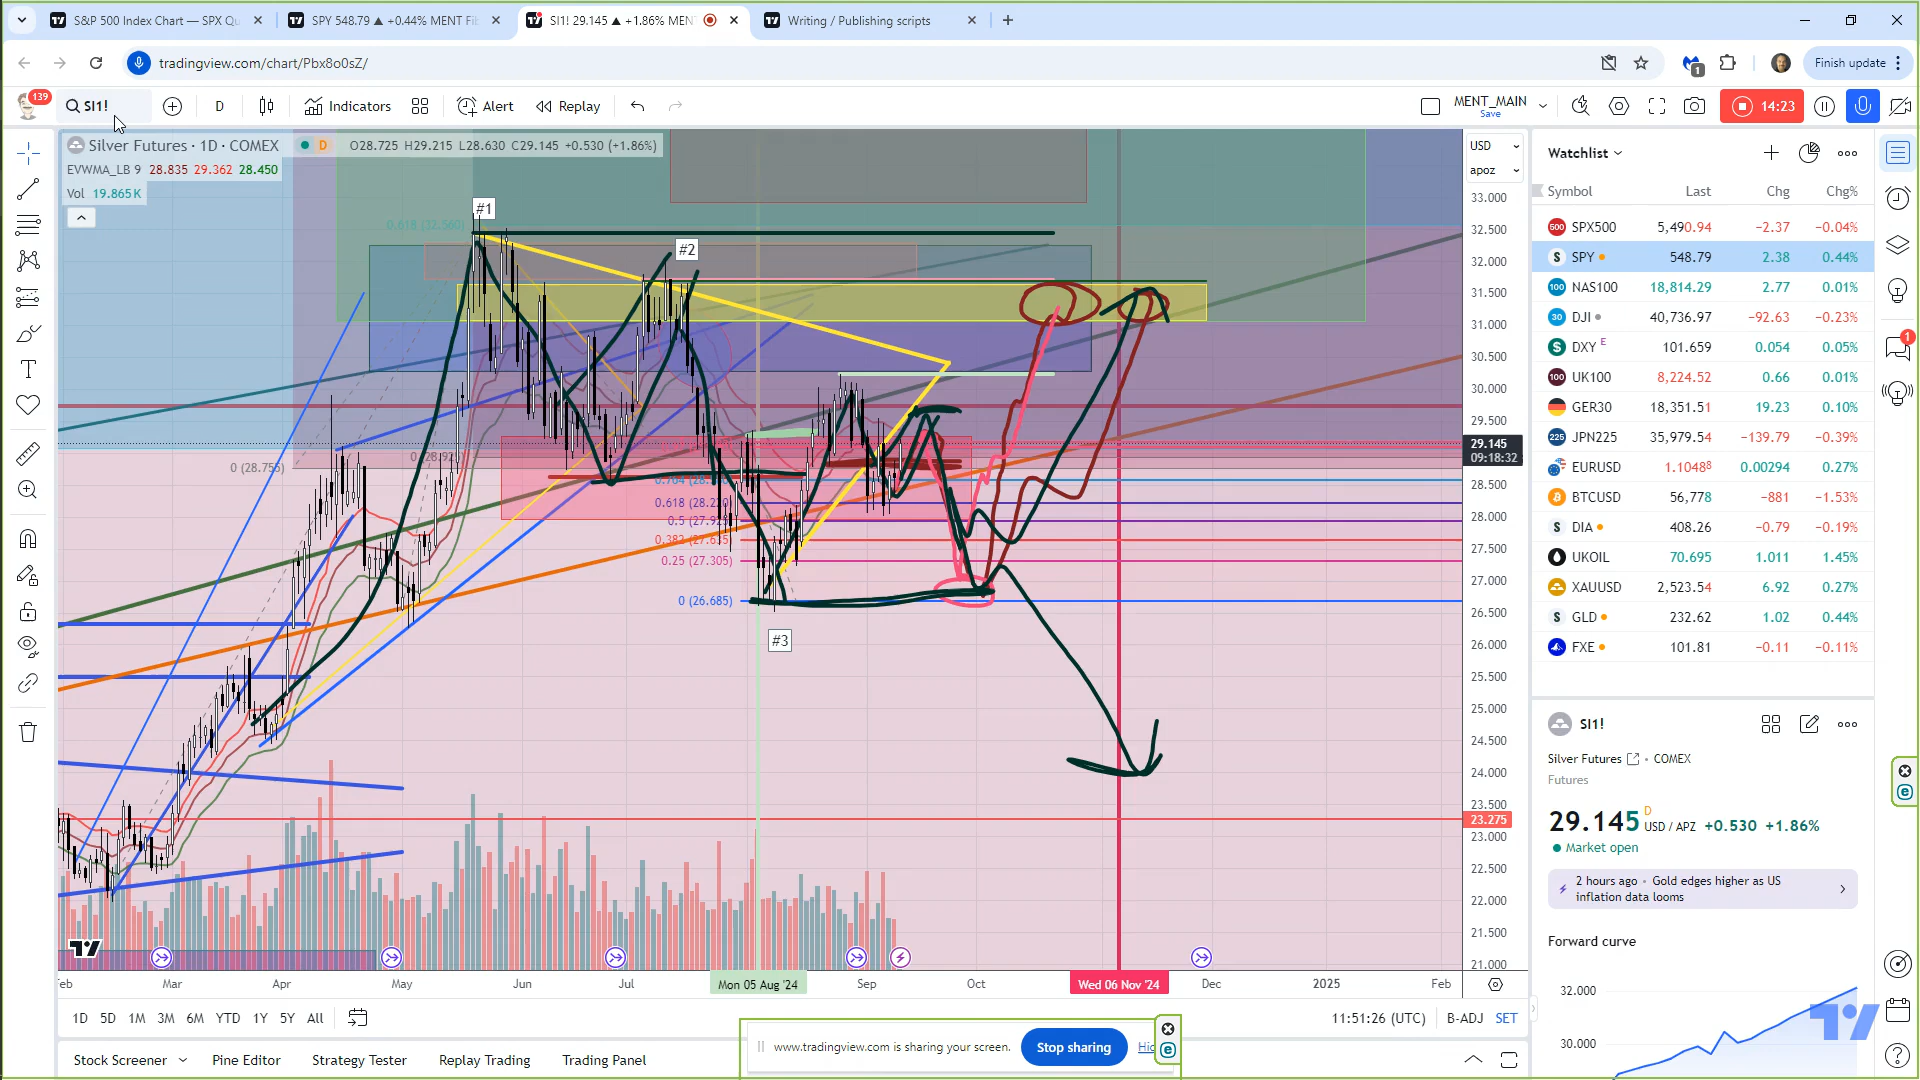 S&P 500 Index Chart — SPX Qu
SPY 548.79 ▲ +0.44% MENT Fib
SI1! 29.145 ▲ +1.86% MEN
Writing / Publishing scripts
tradingview.com/chart/Pbx8o0sZ/
1
Finish update
139
SI1!
D
Indicators
Alert
Replay
MENT_MAIN
Save
14:23
Silver Futures · 1D · COMEX
D
O28.725 H29.215 L28.630 C29.145 +0.530 (+1.86%)
EVWMA_LB 9 28.835 29.362 28.450
Vol 19.865K
USD
apoz
33.000
32.500
32.000
31.500
31.000
30.500
30.000
29.500
29.145
09:18:32
28.500
28.000
27.500
27.000
26.500
26.000
25.500
25.000
24.500
24.000
23.500
23.275
23.000
22.500
22.000
21.500
21.000
#1
#2
#3
0.618 (32.560)
0 (28.755)
0.618 (28.220)
0.5 (27.925)
0.382 (27.635)
0.25 (27.305)
0 (26.685)
eb
Mar
Apr
May
Jun
Jul
Mon 05 Aug '24
Sep
Oct
Wed 06 Nov '24
Dec
2025
Feb
1D 5D 1M 3M 6M YTD 1Y 5Y All
11:51:26 (UTC)
B-ADJ
SET
Stock Screener
Pine Editor
Strategy Tester
Replay Trading
Trading Panel
www.tradingview.com is sharing your screen.
Stop sharing
Watchlist
Symbol Last Chg Chg%
SPX500 5,490.94 −2.37 −0.04%
SPY 548.79 2.38 0.44%
NAS100 18,814.29 2.77 0.01%
DJI 40,736.97 −92.63 −0.23%
DXY E 101.659 0.054 0.05%
UK100 8,224.52 0.66 0.01%
GER30 18,351.51 19.23 0.10%
JPN225 35,979.54 −139.79 −0.39%
EURUSD 1.10488 0.00294 0.27%
BTCUSD 56,778 −881 −1.53%
DIA 408.26 −0.79 −0.19%
UKOIL 70.695 1.011 1.45%
XAUUSD 2,523.54 6.92 0.27%
GLD 232.62 1.02 0.44%
FXE 101.81 −0.11 −0.11%
SI1!
Silver Futures · COMEX
Futures
29.145 D USD / APZ +0.530 +1.86%
Market open
2 hours ago · Gold edges higher as US
inflation data looms
Forward curve
32.000
30.000
1